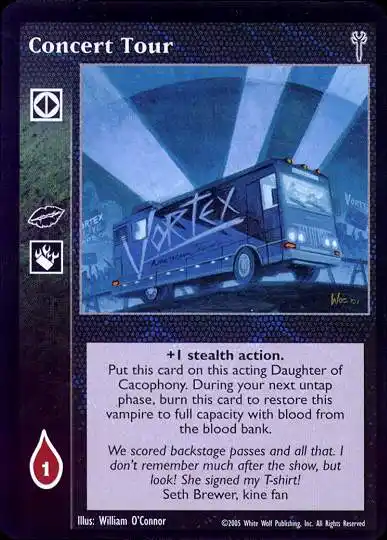 Concert Tour
VORTEX
+1 stealth action.
Put this card on this acting Daughter of
Cacophony. During your next untap
phase, burn this card to restore this
vampire to full capacity with blood from
the blood bank.
We scored backstage passes and all that. I
don't remember much after the show, but
look! She signed my T-shirt!
Seth Brewer, kine fan
1
Illus: William O'Connor
©2005 White Wolf Publishing, Inc. All Rights Reserved